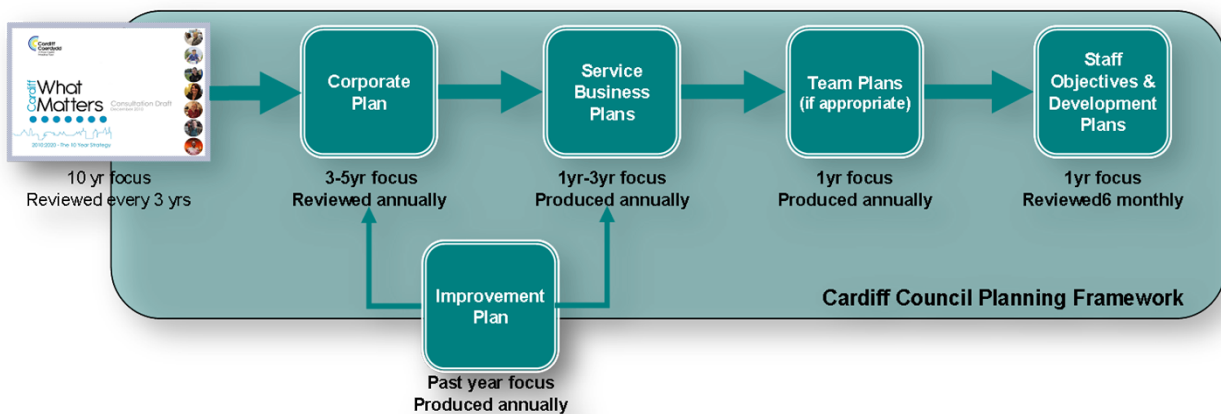 Cardiff
Caerdydd
Cardiff
What
Matters
Consultation Draft
2010-2020 - The 10 Year Strategy
10 yr focus
Reviewed every 3 yrs
Corporate
Plan
3-5yr focus
Reviewed annually
Service
Business
Plans
1yr-3yr focus
Produced annually
Team Plans
(if appropriate)
1yr focus
Produced annually
Staff
Objectives &
Development
Plans
1yr focus
Reviewed6 monthly
Improvement
Plan
Past year focus
Produced annually
Cardiff Council Planning Framework